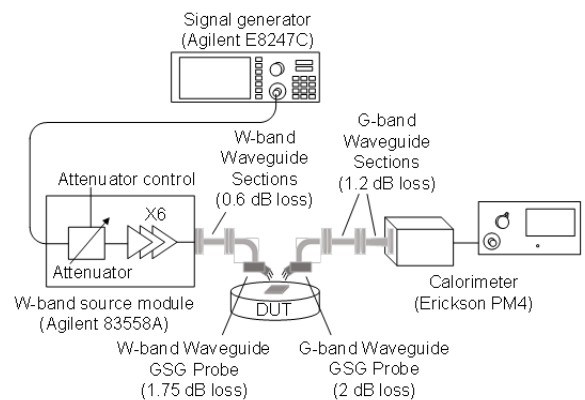 Signal generator
(Agilent E8247C)
W-band
Waveguide
Sections
(0.6 dB loss)
G-band
Waveguide
Sections
(1.2 dB loss)
Attenuator control
X6
Attenuator
W-band source module
(Agilent 83558A)
DUT
Calorimeter
(Erickson PM4)
W-band Waveguide
GSG Probe
(1.75 dB loss)
G-band Waveguide
GSG Probe
(2 dB loss)